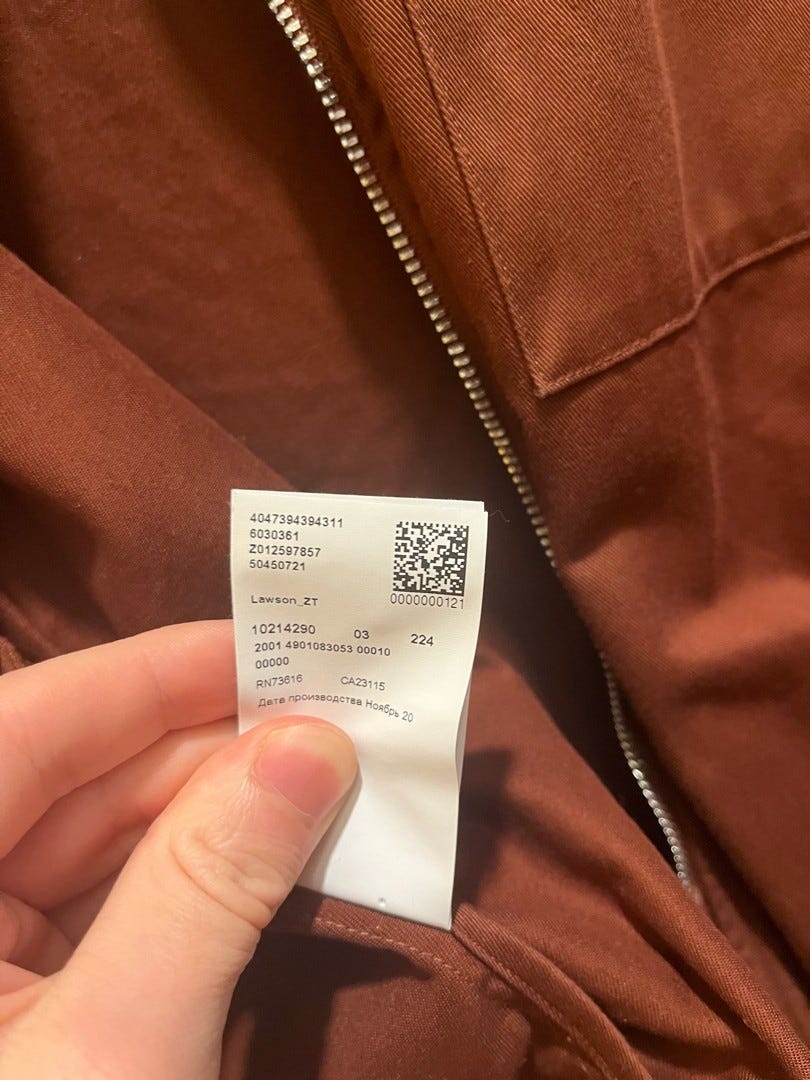 4047394394311
6030361
Z012597857
50450721
0000000121
Lawson_ZT
10214290 03 224
2001 4901083053 00010
00000
RN73616 CA23115
Дата производства Ноябрь 20